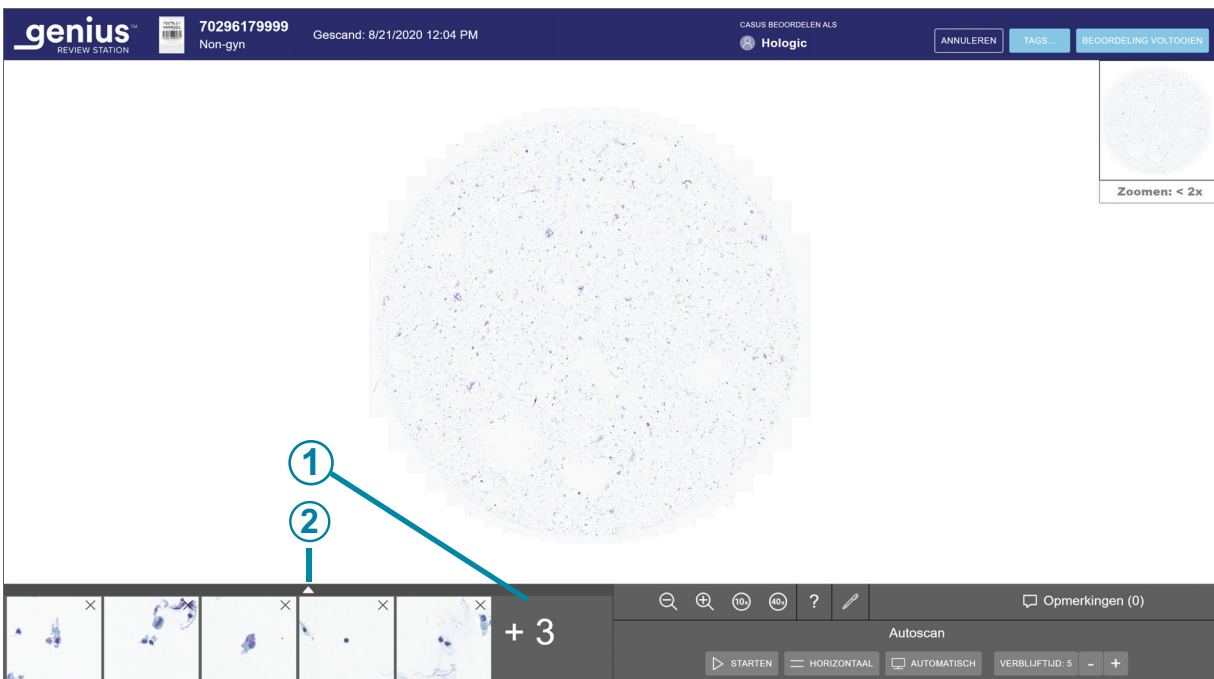 genius™
REVIEW STATION
70296179999
Non-gyn
Gescand: 8/21/2020 12:04 PM
CASUS BEOORDELEN ALS
Hologic
ANNULEREN
TAGS...
BEOORDELING VOLTOOIEN
Zoomen: < 2x
1
2
+ 3
10x
40x
?
Opmerkingen (0)
Autoscan
STARTEN
HORIZONTAAL
AUTOMATISCH
VERBLIJFTIJD: 5
-
+